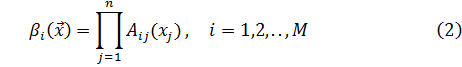 β_i(x⃗) = ∏_{j=1}^{n} A_{ij}(x_j) ,   i = 1,2,..,M   (2)